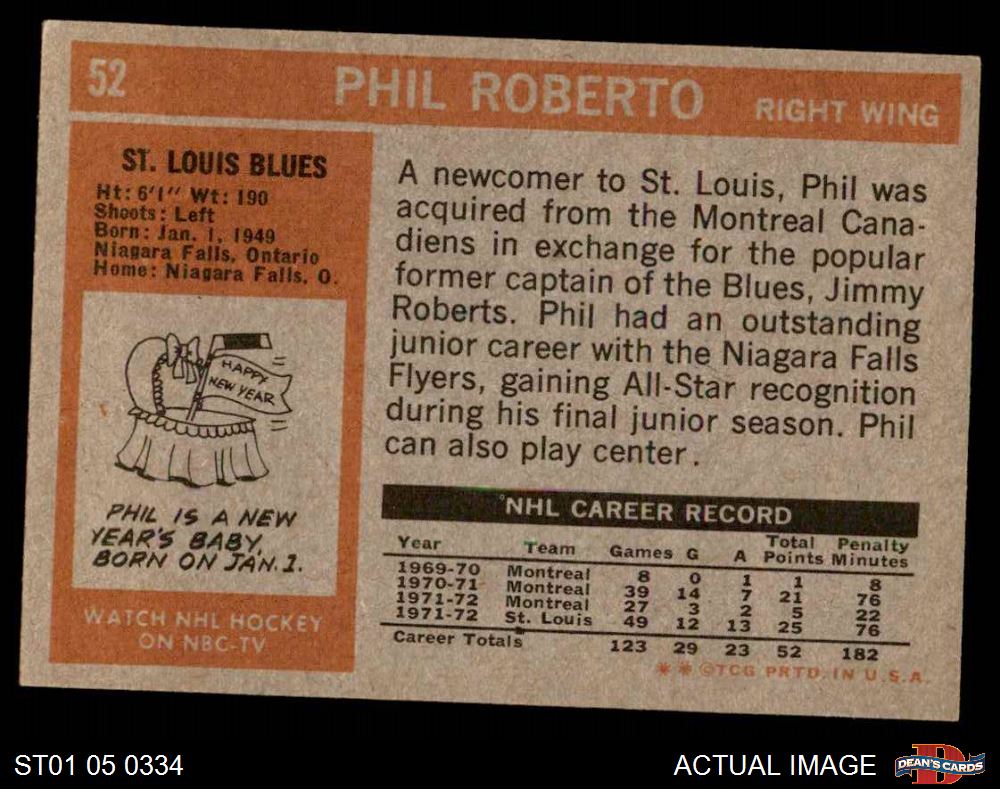 52 PHIL ROBERTO RIGHT WING
ST. LOUIS BLUES
Ht: 6'1" Wt: 190
Shoots: Left
Born: Jan. 1, 1949
Niagara Falls, Ontario
Home: Niagara Falls, O.
HAPPY
NEW YEAR
PHIL IS A NEW
YEAR'S BABY,
BORN ON JAN. 1.
WATCH NHL HOCKEY
ON NBC-TV
A newcomer to St. Louis, Phil was
acquired from the Montreal Cana-
diens in exchange for the popular
former captain of the Blues, Jimmy
Roberts. Phil had an outstanding
junior career with the Niagara Falls
Flyers, gaining All-Star recognition
during his final junior season. Phil
can also play center.
NHL CAREER RECORD
Year Team Games G A Total Points Penalty Minutes
1969-70 Montreal 8 0 1 1 8
1970-71 Montreal 39 14 7 21 76
1971-72 Montreal 27 3 2 5 22
1971-72 St. Louis 49 12 13 25 76
Career Totals 123 29 23 52 182
* * ©TCG PRTD. IN U.S.A.
ST01 05 0334 ACTUAL IMAGE DEAN'S CARDS